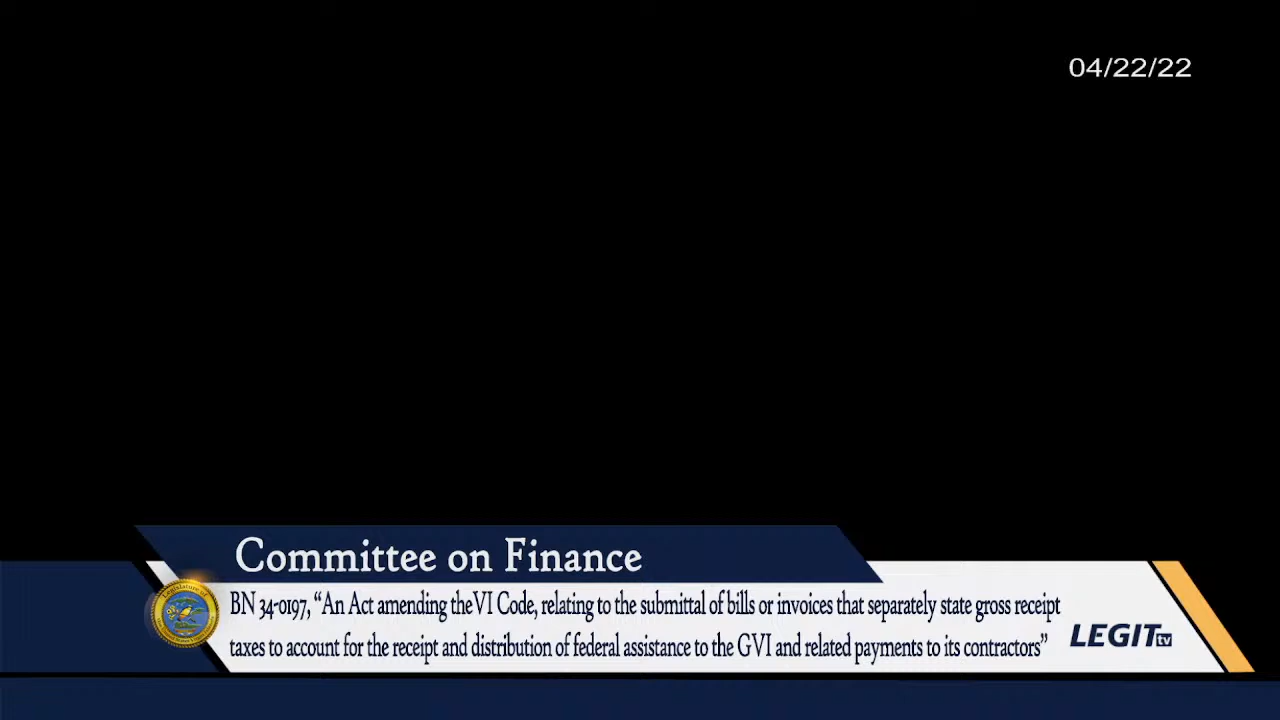 04/22/22
Committee on Finance
BN 34-0197, “An Act amending the VI Code, relating to the submittal of bills or invoices that separately state gross receipt
taxes to account for the receipt and distribution of federal assistance to the GVI and related payments to its contractors”
LEGIT tv
Legislature of